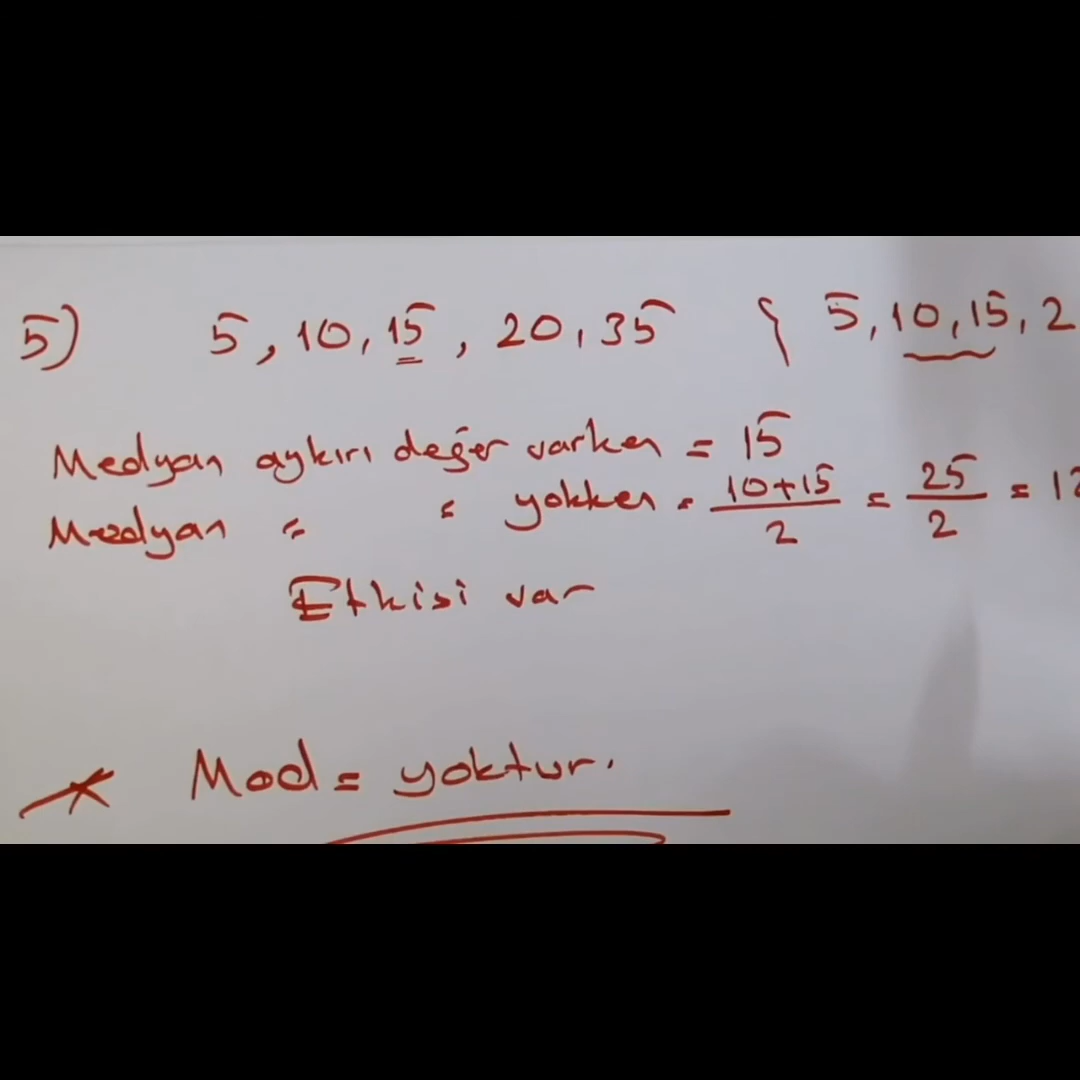 5) 5, 10, 15, 20, 35 { 5, 10, 15, 2
Medyan aykırı değer varken = 15
Medyan " " yokken = 10+15/2 = 25/2 = 12
Etkisi var
Mod = yoktur.